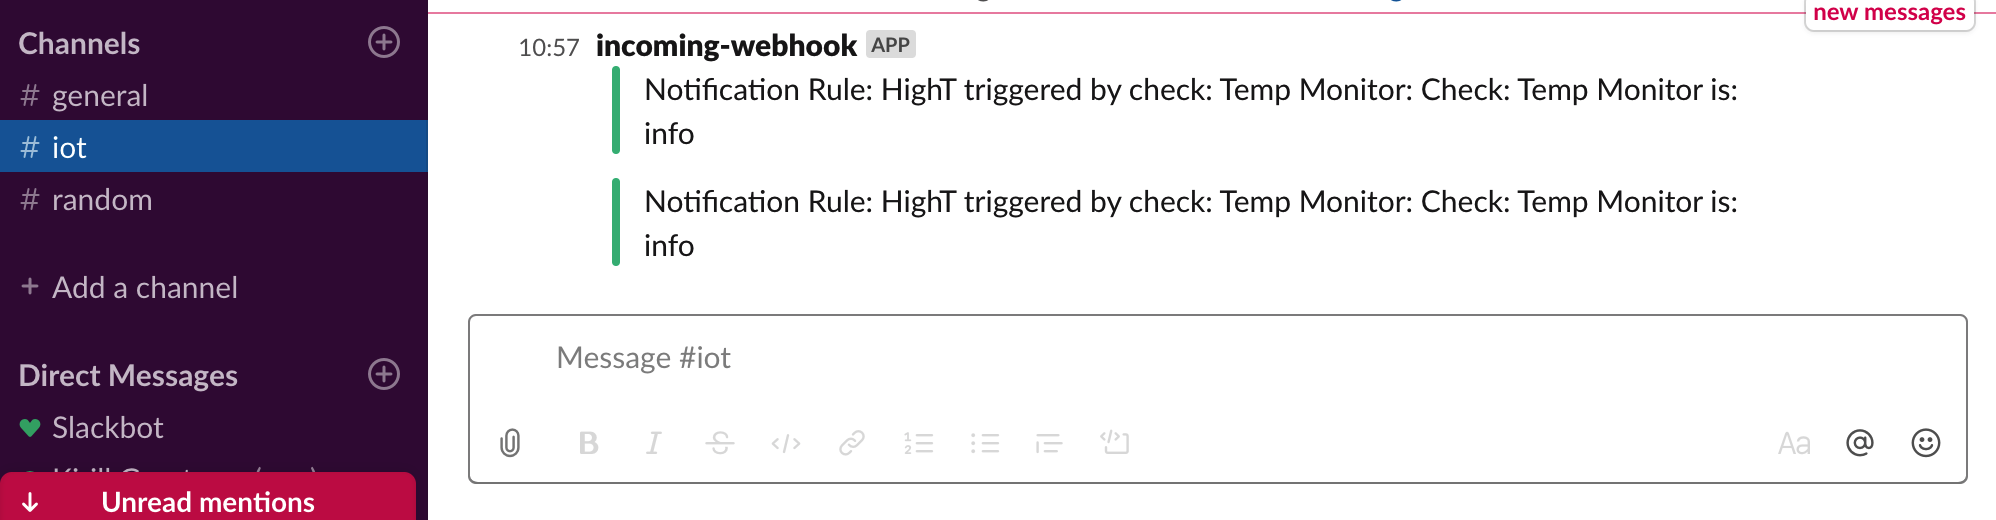 Channels
# general
# iot
# random
+ Add a channel
Direct Messages
Slackbot
Unread mentions
new messages
10:57 incoming-webhook APP
Notification Rule: HighT triggered by check: Temp Monitor: Check: Temp Monitor is:
info
Notification Rule: HighT triggered by check: Temp Monitor: Check: Temp Monitor is:
info
Message #iot
B I S </> 1 2 </> Aa @